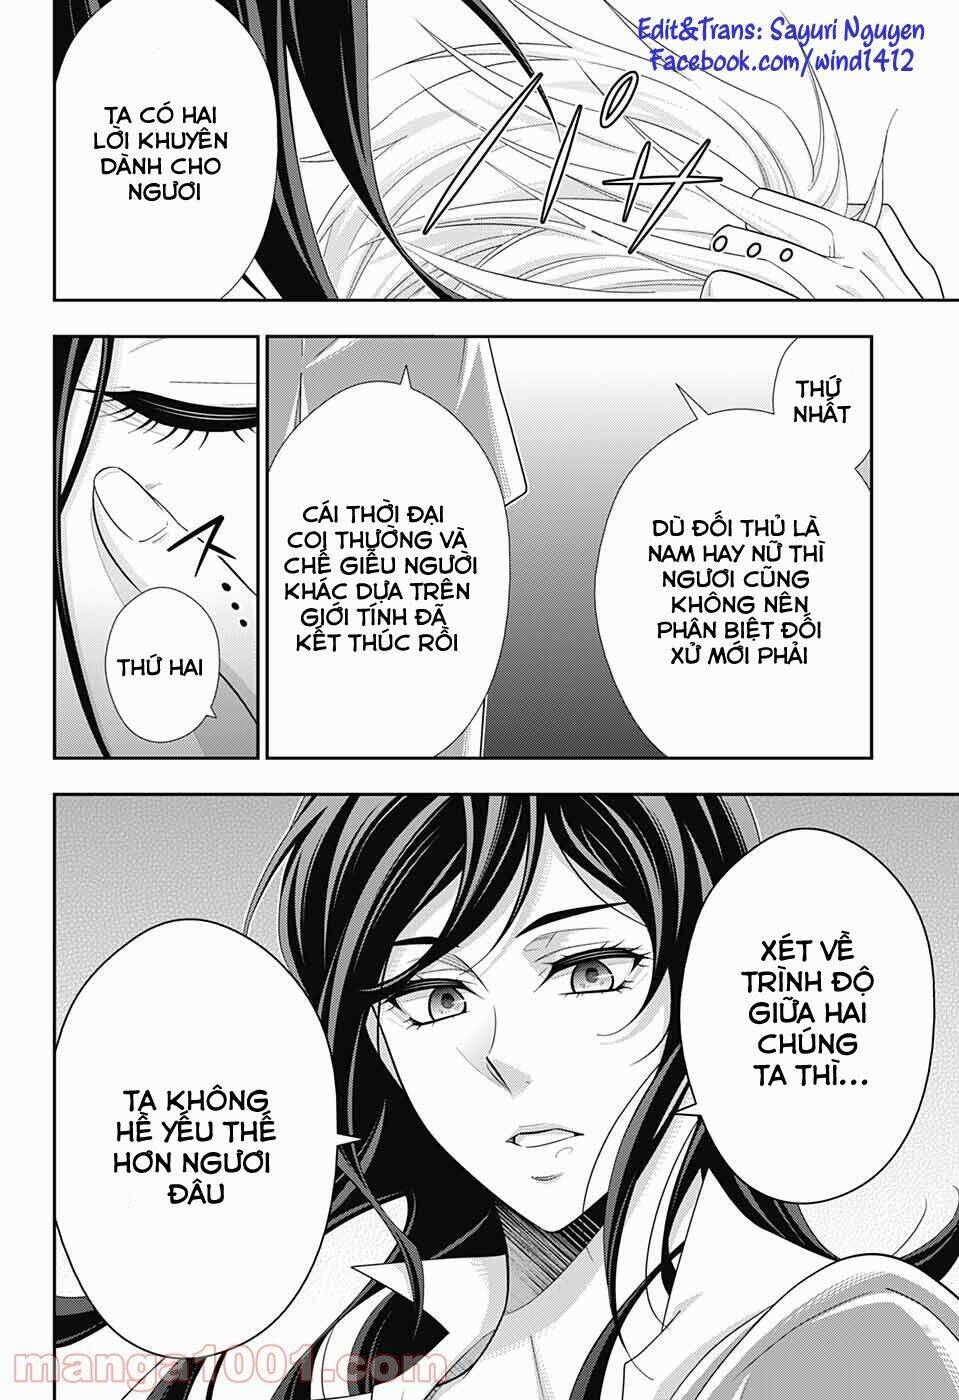 Edit&Trans: Sayuri Nguyen
Facebook.com/wind1412
TA CÓ HAI
LỜI KHUYÊN
DÀNH CHO
NGƯƠI
THỨ
NHẤT
DÙ ĐỐI THỦ LÀ
NAM HAY NỮ THÌ
NGƯƠI CŨNG
KHÔNG NÊN
PHÂN BIỆT ĐỐI
XỬ MỚI PHẢI
CÁI THỜI ĐẠI
COI THƯỜNG VÀ
CHẾ GIỄU NGƯỜI
KHÁC DỰA TRÊN
GIỚI TÍNH ĐÃ
KẾT THÚC RỒI
THỨ HAI
XÉT VỀ
TRÌNH ĐỘ
GIỮA HAI
CHÚNG
TA THÌ...
TA KHÔNG
HỀ YẾU THẾ
HƠN NGƯƠI
ĐÂU
manga1001.com